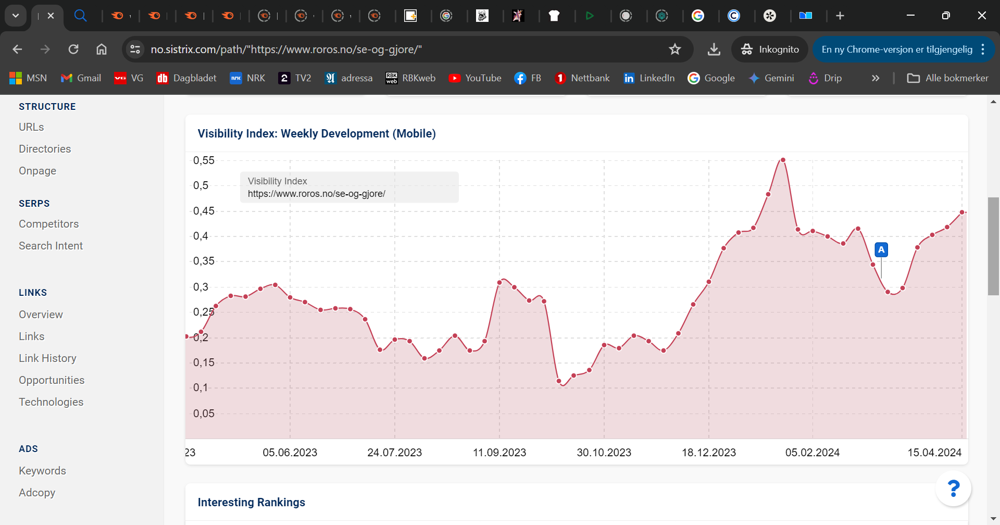 no.sistrix.com/path/"https://www.roros.no/se-og-gjore/"
Inkognito
En ny Chrome-versjon er tilgjengelig
MSN
Gmail
VG
Dagbladet
NRK
TV2
adressa
RBKweb
YouTube
FB
Nettbank
LinkedIn
Google
Gemini
Drip
Alle bokmerker
STRUCTURE
URLs
Directories
Onpage
SERPS
Competitors
Search Intent
LINKS
Overview
Links
Link History
Opportunities
Technologies
ADS
Keywords
Adcopy
Visibility Index: Weekly Development (Mobile)
0,55
0,5
0,45
0,4
0,35
0,3
0,25
0,2
0,15
0,1
0,05
Visibility Index
https://www.roros.no/se-og-gjore/
A
23
05.06.2023
24.07.2023
11.09.2023
30.10.2023
18.12.2023
05.02.2024
15.04.2024
Interesting Rankings
?